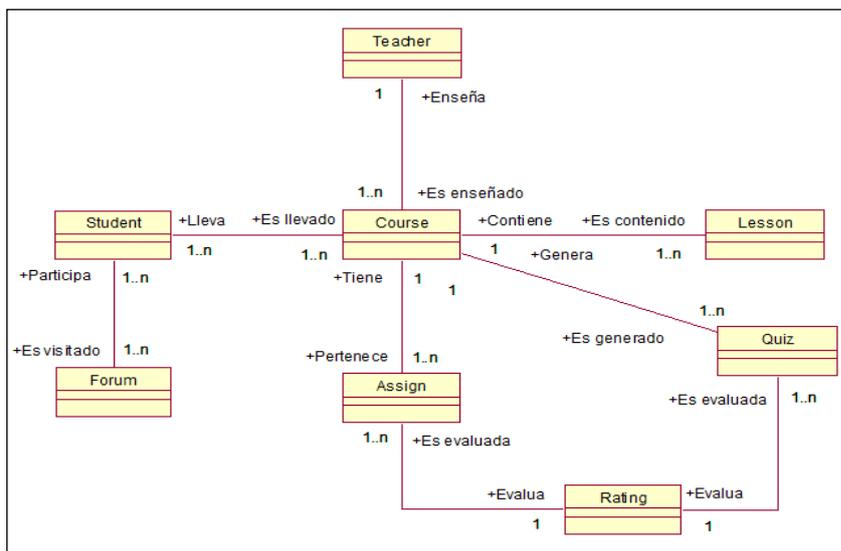 Teacher
1
+Enseña
1..n
+Es enseñado
Student
+Lleva
+Es llevado
Course
+Contiene
+Es contenido
Lesson
1..n
1..n
1
+Genera
1..n
+Participa
1..n
+Tiene
1
1
1..n
+Es visitado
1..n
+Pertenece
1..n
+Es generado
Quiz
Forum
Assign
+Es evaluada
1..n
1..n
+Es evaluada
+Evalua
Rating
+Evalua
1
1